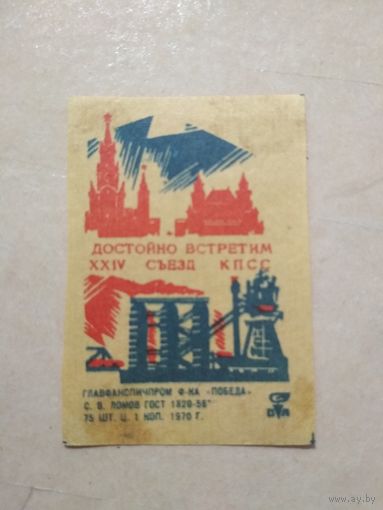 ДОСТОЙНО ВСТРЕТИМ
XXIV СЪЕЗД КПСС
ГЛАВФАНСПИЧПРОМ Ф-КА «ПОБЕДА»
С. В. ЛОМОВ ГОСТ 1820-56
75 ШТ. Ц. 1 КОП. 1970 Г.
www.ay.by